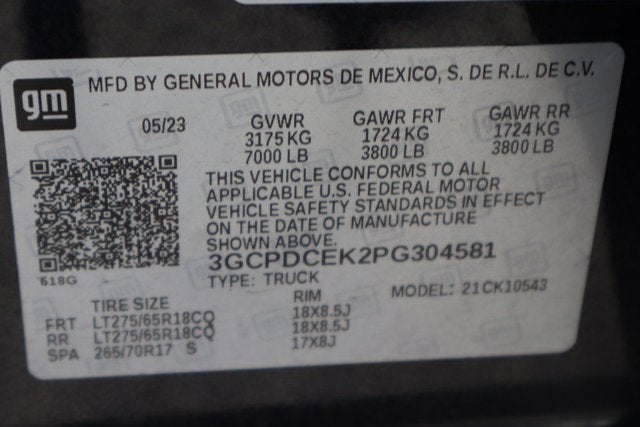 gm
MFD BY GENERAL MOTORS DE MEXICO, S. DE R.L. DE C.V.
05/23 GVWR GAWR FRT GAWR RR
3175 KG 1724 KG 1724 KG
7000 LB 3800 LB 3800 LB
THIS VEHICLE CONFORMS TO ALL
APPLICABLE U.S. FEDERAL MOTOR
VEHICLE SAFETY STANDARDS IN EFFECT
ON THE DATE OF MANUFACTURE
SHOWN ABOVE.
3GCPDCEK2PG304581
618G
TYPE: TRUCK MODEL: 21CK10543
TIRE SIZE RIM
FRT LT275/65R18CQ 18X8.5J
RR LT275/65R18CQ 18X8.5J
SPA 265/70R17 S 17X8J